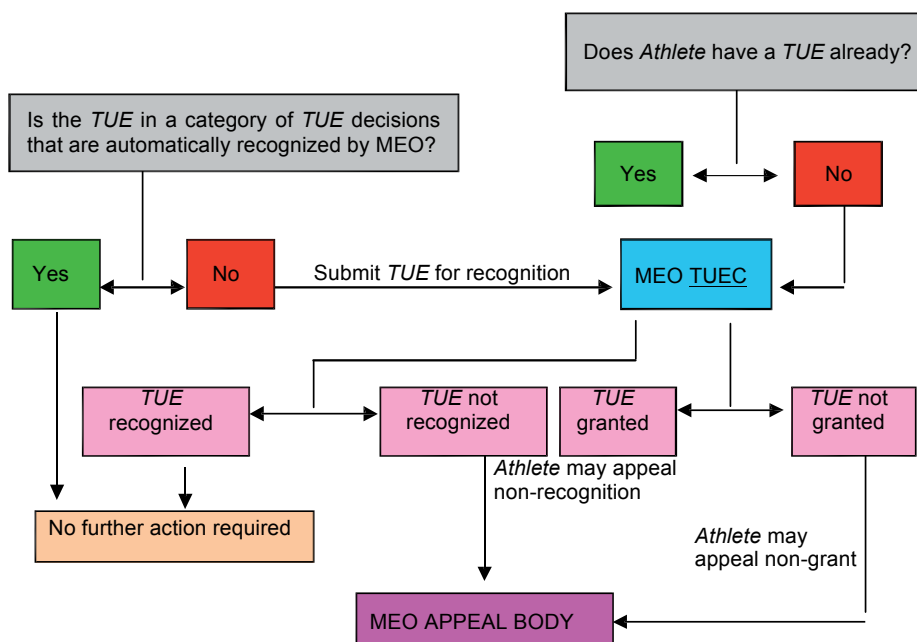 Does Athlete have a TUE already?
Is the TUE in a category of TUE decisions
that are automatically recognized by MEO?
Yes
No
Yes
No
Submit TUE for recognition
MEO TUEC
TUE
recognized
TUE not
recognized
TUE
granted
TUE not
granted
Athlete may appeal
non-recognition
No further action required
Athlete may
appeal non-grant
MEO APPEAL BODY